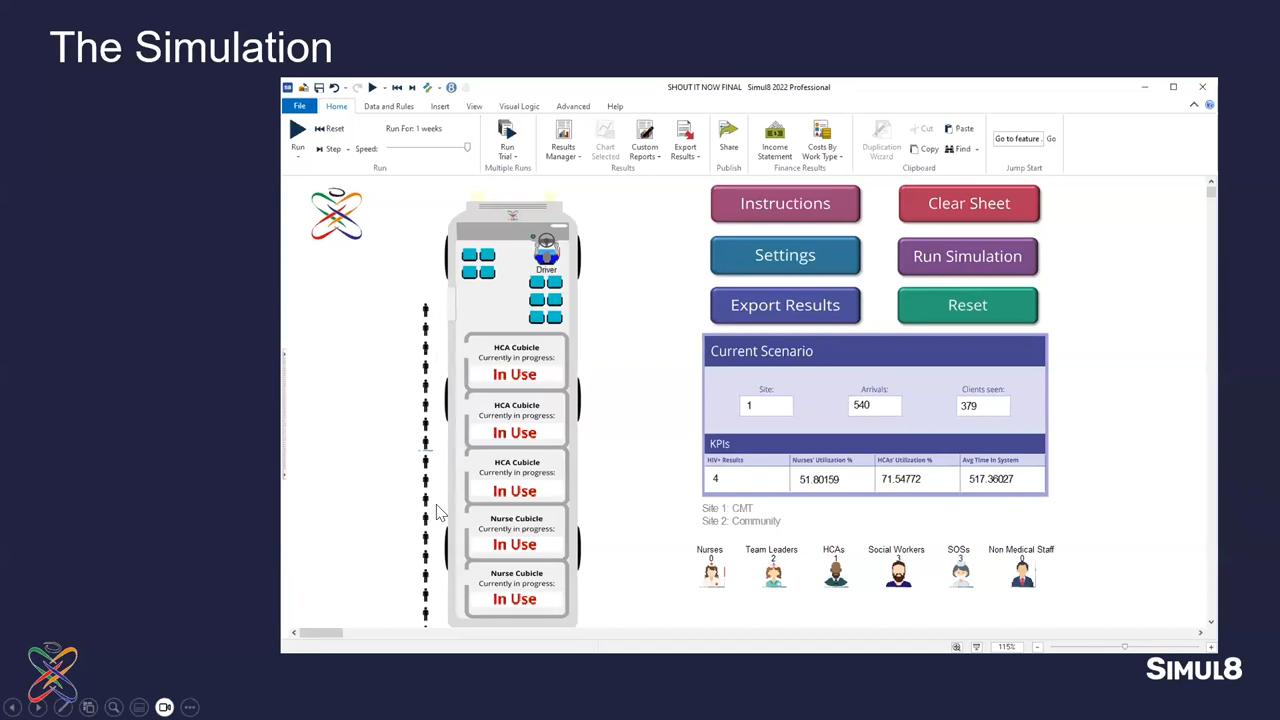 The Simulation
SHOUT IT NOW FINAL - Simul8 2022 Professional
File Home Data and Rules Insert View Visual Logic Advanced Help
Run
Reset
Step
Run For: 1 weeks
Speed:
Run
Run Trial
Multiple Runs
Results Manager
Chart Selected
Custom Reports
Export Results
Results
Share
Publish
Income Statement
Costs By Work Type
Finance Results
Duplication Wizard
Cut
Copy
Paste
Find
Clipboard
Go to feature
Go
Jump Start
Driver
HCA Cubicle
Currently in progress:
In Use
HCA Cubicle
Currently in progress:
In Use
HCA Cubicle
Currently in progress:
In Use
Nurse Cubicle
Currently in progress:
In Use
Nurse Cubicle
Currently in progress:
In Use
Instructions
Clear Sheet
Settings
Run Simulation
Export Results
Reset
Current Scenario
Site: Arrivals: Clients seen:
1 540 379
KPIs
HIV+ Results Nurses' Utilization % HCAs' Utilization % Avg Time In System
4 51.80159 71.54772 517.36027
Site 1: CMT
Site 2: Community
Nurses Team Leaders HCAs Social Workers SOSs Non Medical Staff
0 2 1 3 3 0
115%
SIMUL8